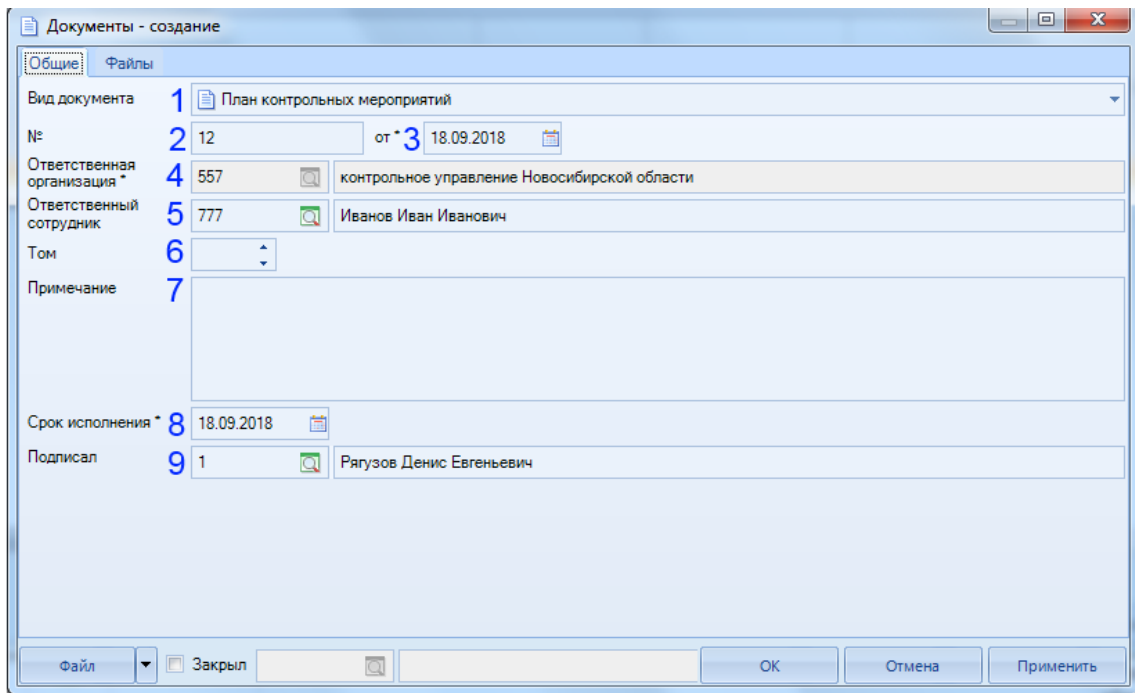 Документы - создание
Общие Файлы
Вид документа 1 План контрольных мероприятий
№ 2 12 от * 3 18.09.2018
Ответственная
организация * 4 557 контрольное управление Новосибирской области
Ответственный
сотрудник 5 777 Иванов Иван Иванович
Том 6
Примечание 7
Срок исполнения * 8 18.09.2018
Подписал 9 1 Рягузов Денис Евгеньевич
Файл Закрыл ОК Отмена Применить